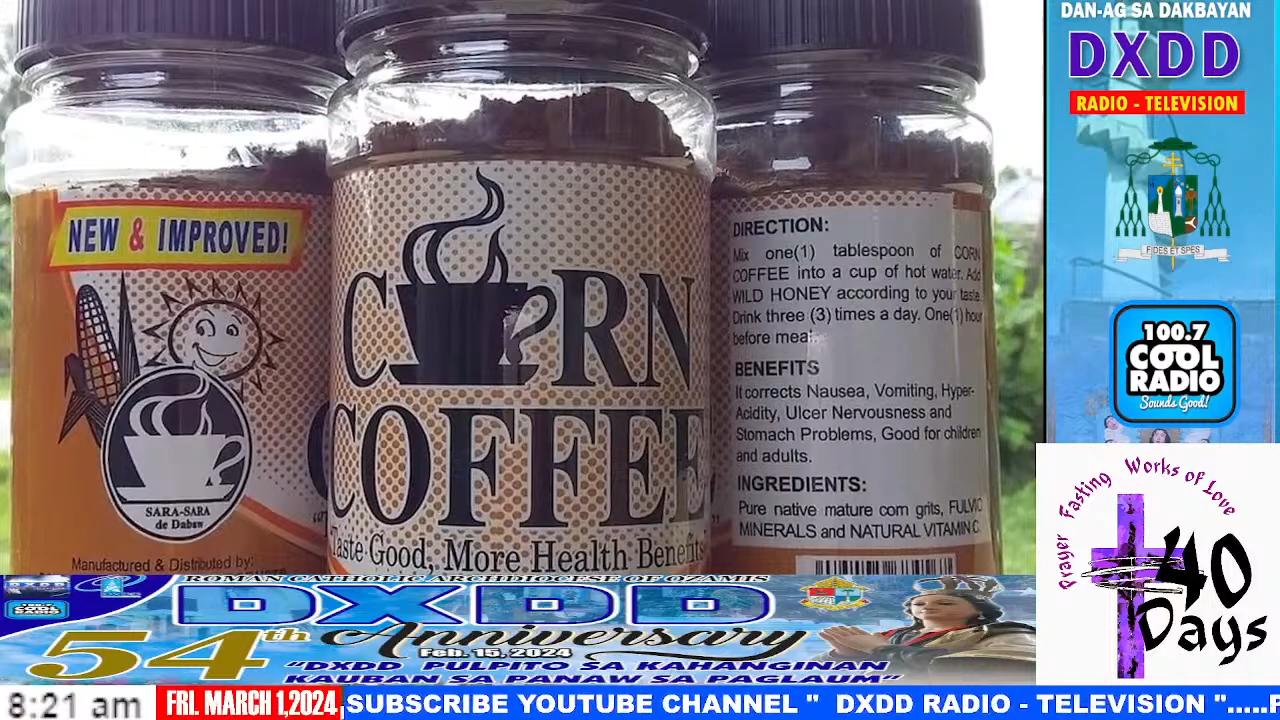 NEW & IMPROVED!
SARA-SARA
de Dabaw
Manufactured & Distributed by:
CORN
COFFEE
Taste Good, More Health Benefits
DIRECTION:
Mix one(1) tablespoon of CORN
COFFEE into a cup of hot water. Add
WILD HONEY according to your taste.
Drink three (3) times a day. One(1) hour
before meal.
BENEFITS
It corrects Nausea, Vomiting, Hyper-
Acidity, Ulcer Nervousness and
Stomach Problems, Good for children
and adults.
INGREDIENTS:
Pure native mature corn grits, FULVIC
MINERALS and NATURAL VITAMIN C.
DAN-AG SA DAKBAYAN
DXDD
RADIO - TELEVISION
FIDES ET SPES
100.7
COOL
RADIO
Sounds Good!
Prayer Fasting Works of Love
40
Days
ROMAN CATHOLIC ARCHDIOCESE OF OZAMIS
DXDD
54th Anniversary
Feb. 15, 2024
"DXDD PULPITO SA KAHANGINAN
KAUBAN SA PANAW SA PAGLAUM"
8:21 am FRI. MARCH 1,2024 SUBSCRIBE YOUTUBE CHANNEL " DXDD RADIO - TELEVISION ".....F